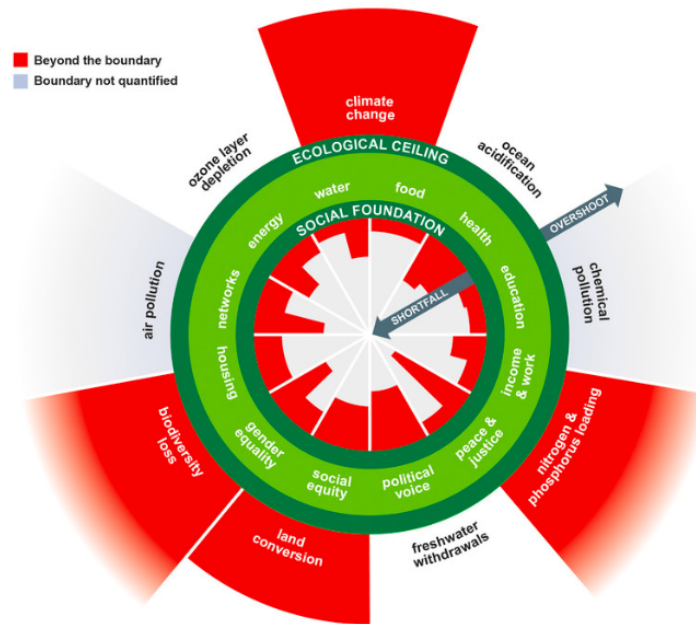 Beyond the boundary
Boundary not quantified
climate
change
ozone layer
depletion
ocean
acidification
ECOLOGICAL CEILING
water
food
energy
health
SOCIAL FOUNDATION
OVERSHOOT
SHORTFALL
air pollution
networks
education
chemical
pollution
housing
income
& work
biodiversity
loss
gender
equality
social
equity
political
voice
peace &
justice
nitrogen &
phosphorus loading
land
conversion
freshwater
withdrawals